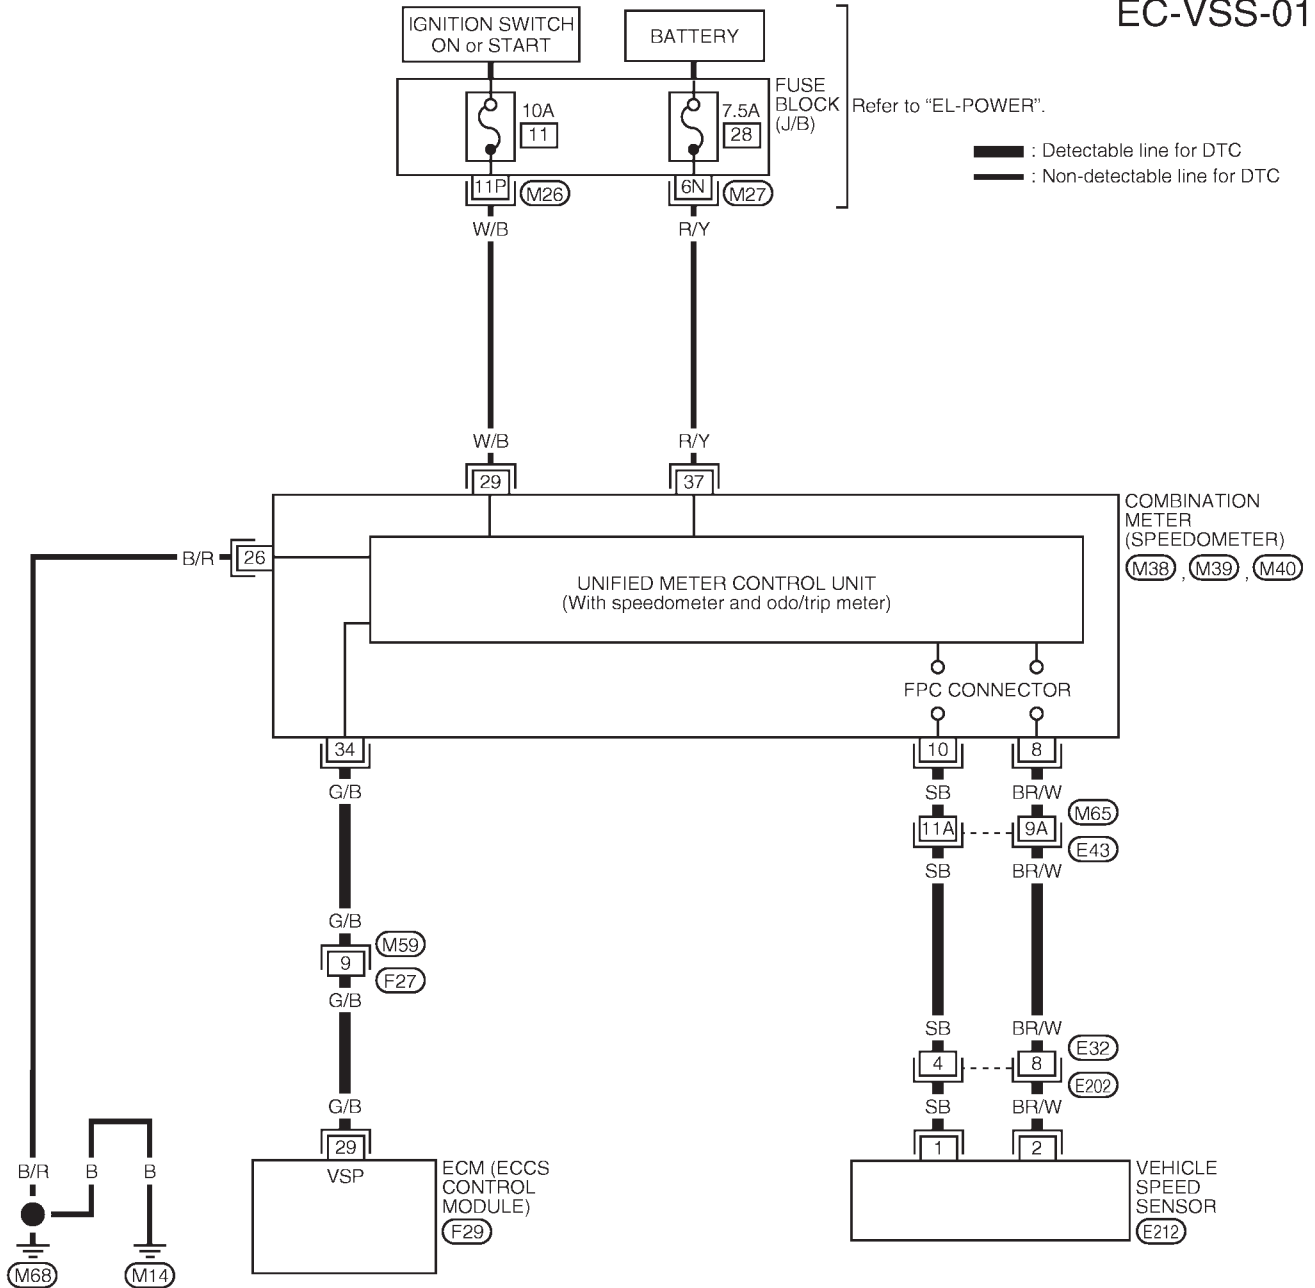 EC-VSS-01
IGNITION SWITCH
ON or START
BATTERY
FUSE
BLOCK
(J/B)
Refer to “EL-POWER”.
10A
11
7.5A
28
: Detectable line for DTC
: Non-detectable line for DTC
11P
M26
6N
M27
W/B
R/Y
W/B
R/Y
29
37
COMBINATION
METER
(SPEEDOMETER)
M38 , M39 , M40
B/R
26
UNIFIED METER CONTROL UNIT
(With speedometer and odo/trip meter)
FPC CONNECTOR
34
10
8
G/B
SB
BR/W
11A
9A
M65
E43
SB
BR/W
G/B
9
M59
F27
G/B
SB
BR/W
4
8
E32
E202
G/B
SB
BR/W
29
1
2
VSP
ECM (ECCS
CONTROL
MODULE)
F29
VEHICLE
SPEED
SENSOR
E212
B/R
B
B
M68
M14